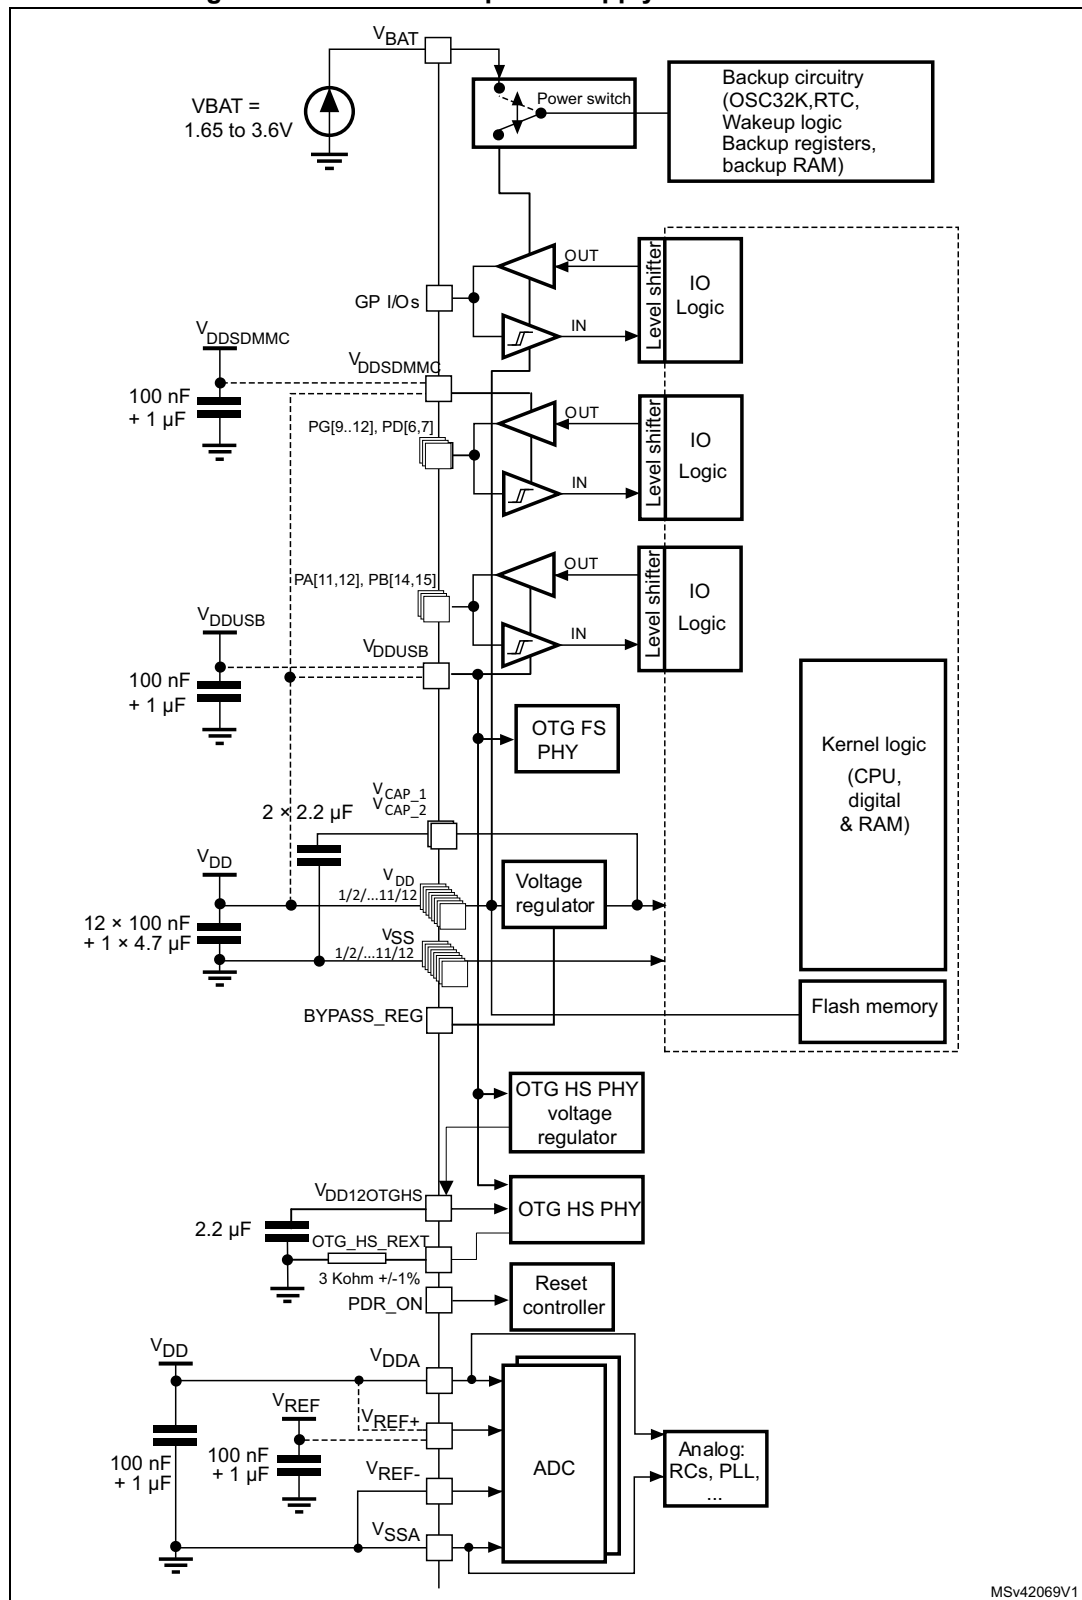 VBAT
VBAT =
1.65 to 3.6V
Power switch
Backup circuitry
(OSC32K,RTC,
Wakeup logic
Backup registers,
backup RAM)
OUT
GP I/Os
IN
Level shifter
IO
Logic
VDDSDMMC
100 nF
+ 1 µF
VDDSDMMC
PG[9..12], PD[6,7]
OUT
IN
Level shifter
IO
Logic
PA[11,12], PB[14,15]
OUT
IN
Level shifter
IO
Logic
VDDUSB
100 nF
+ 1 µF
VDDUSB
OTG FS
PHY
Kernel logic
(CPU,
digital
& RAM)
VCAP_1
VCAP_2
2 × 2.2 µF
VDD
VDD
1/2/...11/12
Voltage
regulator
12 × 100 nF
+ 1 × 4.7 µF
VSS
1/2/...11/12
BYPASS_REG
Flash memory
OTG HS PHY
voltage
regulator
VDD12OTGHS
OTG HS PHY
2.2 µF
OTG_HS_REXT
3 Kohm +/-1%
PDR_ON
Reset
controller
VDD
VDDA
VREF
VREF+
100 nF
+ 1 µF
100 nF
+ 1 µF
VREF-
ADC
Analog:
RCs, PLL,
...
VSSA
MSv42069V1